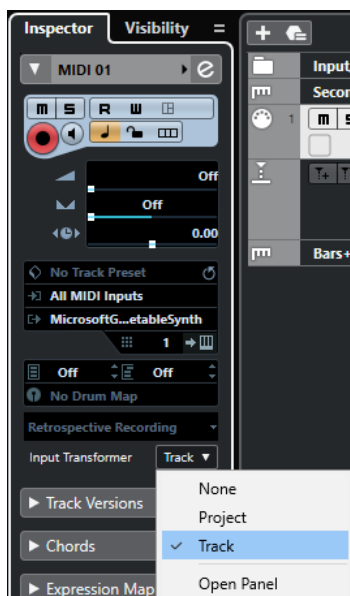 Inspector Visibility
MIDI 01
m S R W
Off
Off
0.00
No Track Preset
All MIDI Inputs
MicrosoftG...etableSynth
1
Off Off
No Drum Map
Retrospective Recording
Input Transformer Track
Track Versions
Chords
Expression Map
None
Project
Track
Open Panel
Input
Secon
1 m S
Bars+